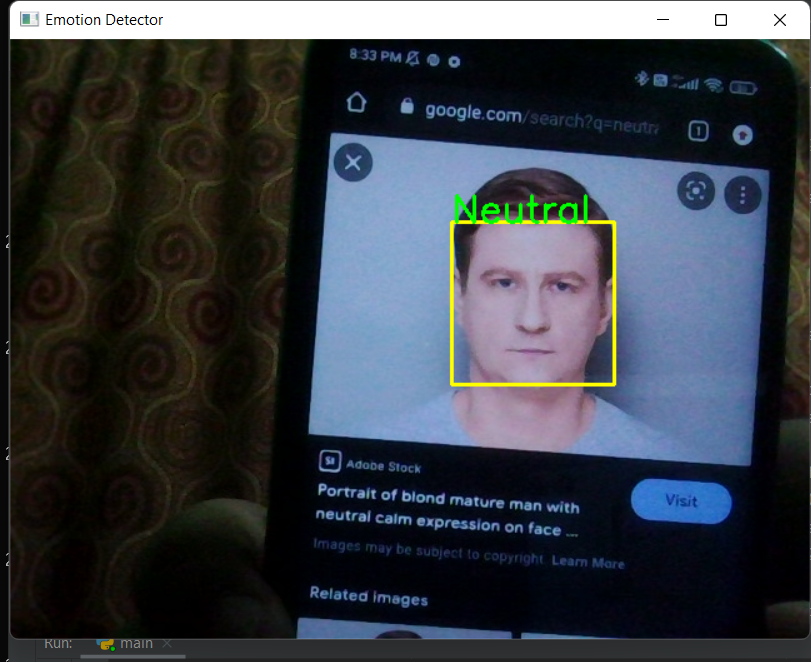 Emotion Detector
8:33 PM
google.com/search?q=neutr
1
Neutral
St Adobe Stock
Portrait of blond mature man with
neutral calm expression on face ...
Visit
Images may be subject to copyright. Learn More
Related images
Run: main